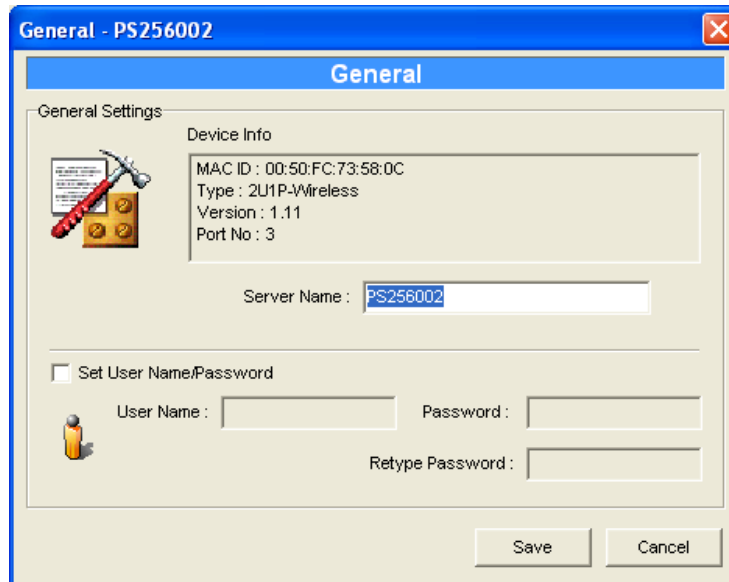 General - PS256002
General
General Settings
Device Info
MAC ID : 00:50:FC:73:58:0C
Type : 2U1P-Wireless
Version : 1.11
Port No : 3
Server Name : PS256002
Set User Name/Password
User Name : Password :
Retype Password :
Save Cancel